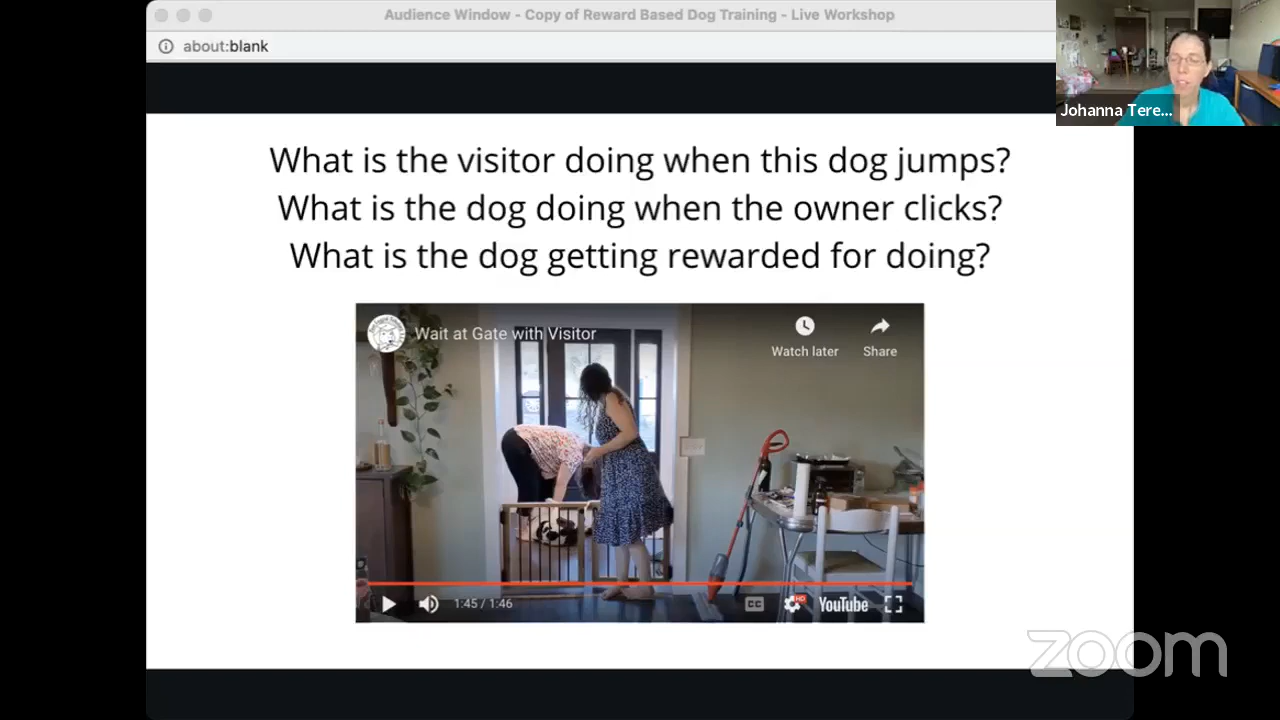 Audience Window - Copy of Reward Based Dog Training - Live Workshop
about:blank
Johanna Tere...
What is the visitor doing when this dog jumps?
What is the dog doing when the owner clicks?
What is the dog getting rewarded for doing?
Wait at Gate with Visitor
Watch later
Share
1:45 / 1:46
CC
HD
YouTube
zoom